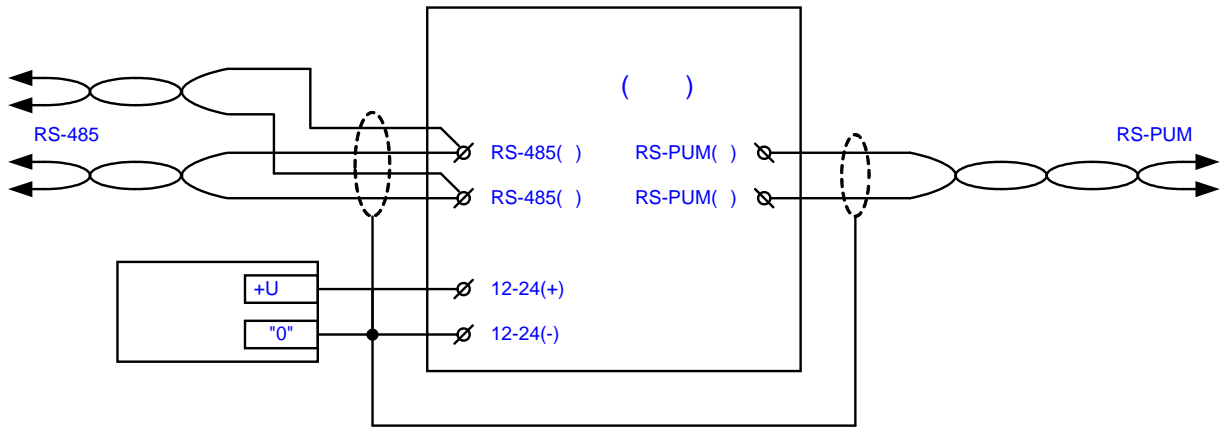 ( )
RS-485
RS-PUM
RS-485( ) RS-PUM( )
RS-485( ) RS-PUM( )
+U
12-24(+)
"0"
12-24(-)